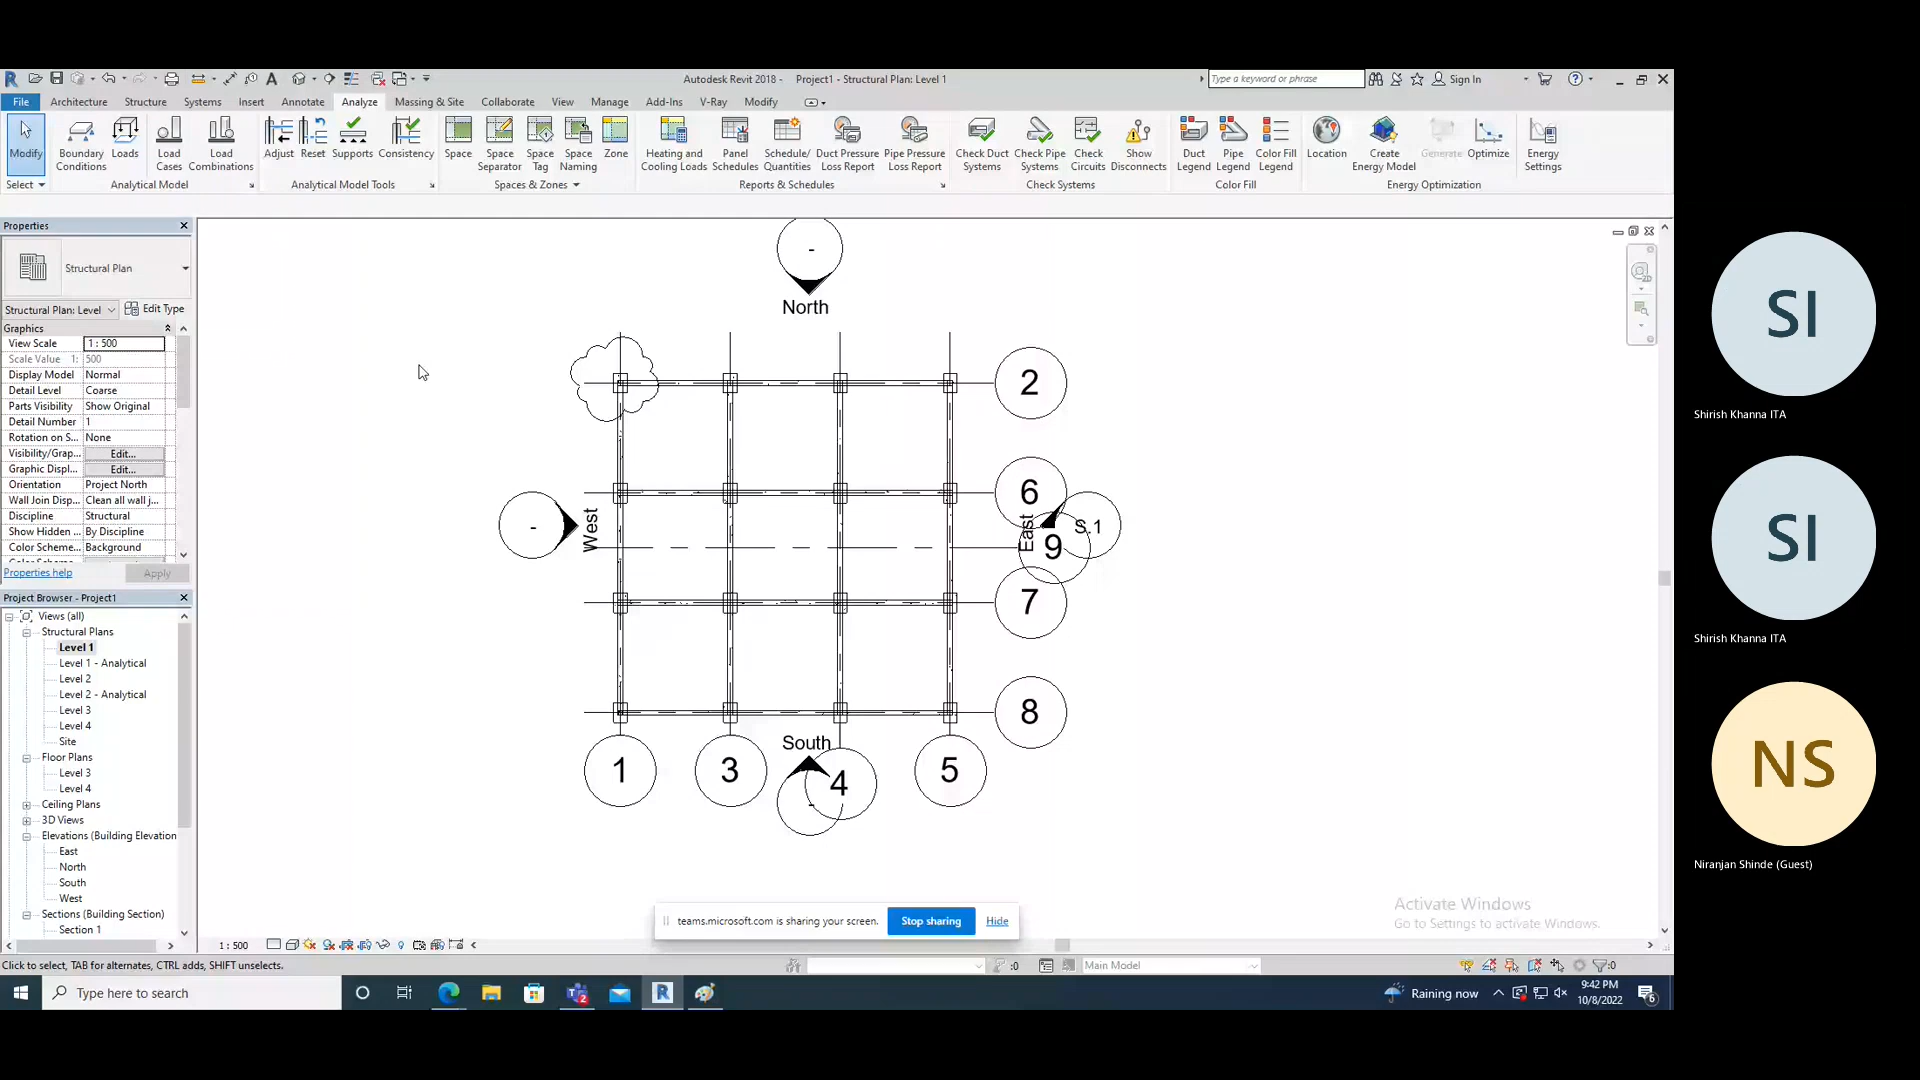 Autodesk Revit 2018 - Project1 - Structural Plan: Level 1
Type a keyword or phrase
Sign In
File Architecture Structure Systems Insert Annotate Analyze Massing & Site Collaborate View Manage Add-Ins V-Ray Modify
Modify
Boundary Conditions
Loads
Load Cases
Load Combinations
Adjust
Reset
Supports
Consistency
Space
Space Separator
Space Tag
Space Naming
Zone
Heating and Cooling Loads
Panel Schedules
Schedule/ Quantities
Duct Pressure Loss Report
Pipe Pressure Loss Report
Check Duct Systems
Check Pipe Systems
Check Circuits
Show Disconnects
Duct Legend
Pipe Legend
Color Fill Legend
Location
Create Energy Model
Generate
Optimize
Energy Settings
Select
Analytical Model
Analytical Model Tools
Spaces & Zones
Reports & Schedules
Check Systems
Color Fill
Energy Optimization
Properties
Structural Plan
Structural Plan: Level
Edit Type
Graphics
View Scale 1 : 500
Scale Value 1: 500
Display Model Normal
Detail Level Coarse
Parts Visibility Show Original
Detail Number 1
Rotation on S... None
Visibility/Grap... Edit...
Graphic Displ... Edit...
Orientation Project North
Wall Join Disp... Clean all wall j...
Discipline Structural
Show Hidden ... By Discipline
Color Scheme... Background
Properties help
Apply
Project Browser - Project1
Views (all)
Structural Plans
Level 1
Level 1 - Analytical
Level 2
Level 2 - Analytical
Level 3
Level 4
Site
Floor Plans
Level 3
Level 4
Ceiling Plans
3D Views
Elevations (Building Elevation
East
North
South
West
Sections (Building Section)
Section 1
-
North
2
6
-
West
East
S.1
9
7
8
South
1
3
4
5
-
teams.microsoft.com is sharing your screen.
Stop sharing
Hide
Activate Windows
Go to Settings to activate Windows.
1 : 500
Click to select, TAB for alternates, CTRL adds, SHIFT unselects.
:0
Main Model
:0
Type here to search
2
Raining now
9:42 PM
10/8/2022
6
SI
Shirish Khanna ITA
SI
Shirish Khanna ITA
NS
Niranjan Shinde (Guest)